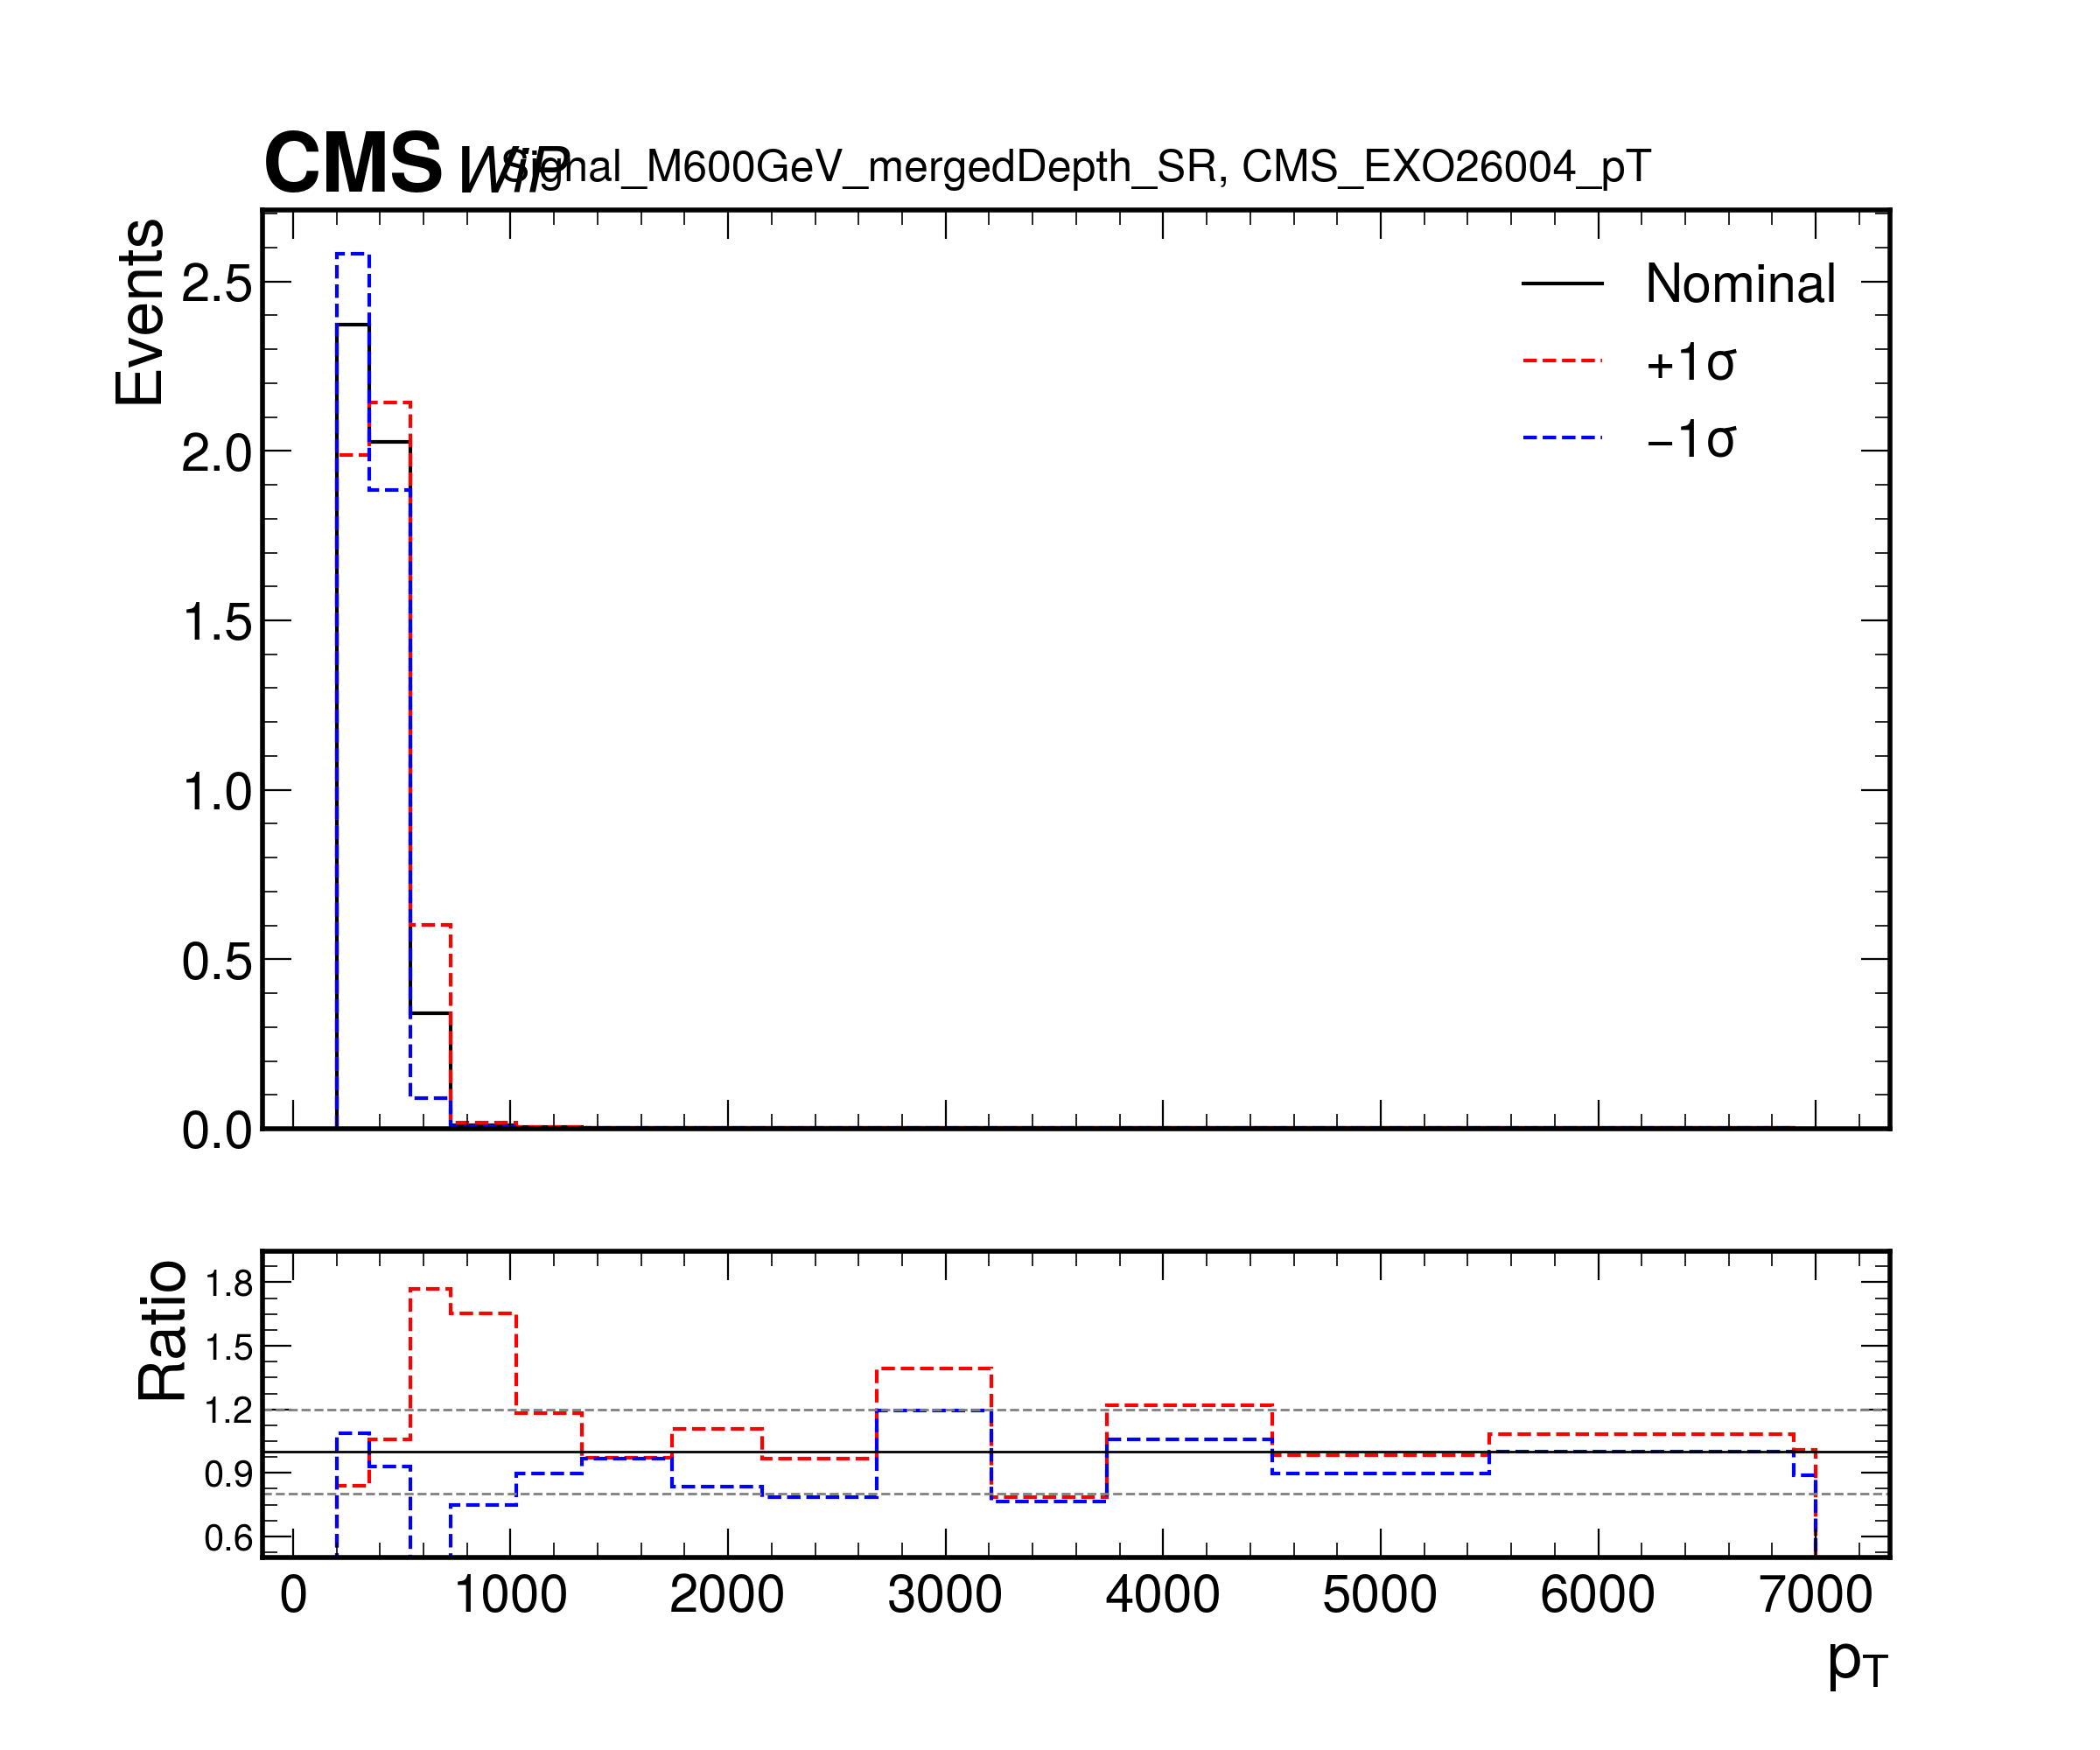 CMS WiP Signal_M600GeV_mergedDepth_SR, CMS_EXO26004_pT
Events
2.5
2.0
1.5
1.0
0.5
0.0
Nominal
+1σ
−1σ
Ratio
1.8
1.5
1.2
0.9
0.6
0 1000 2000 3000 4000 5000 6000 7000
pT